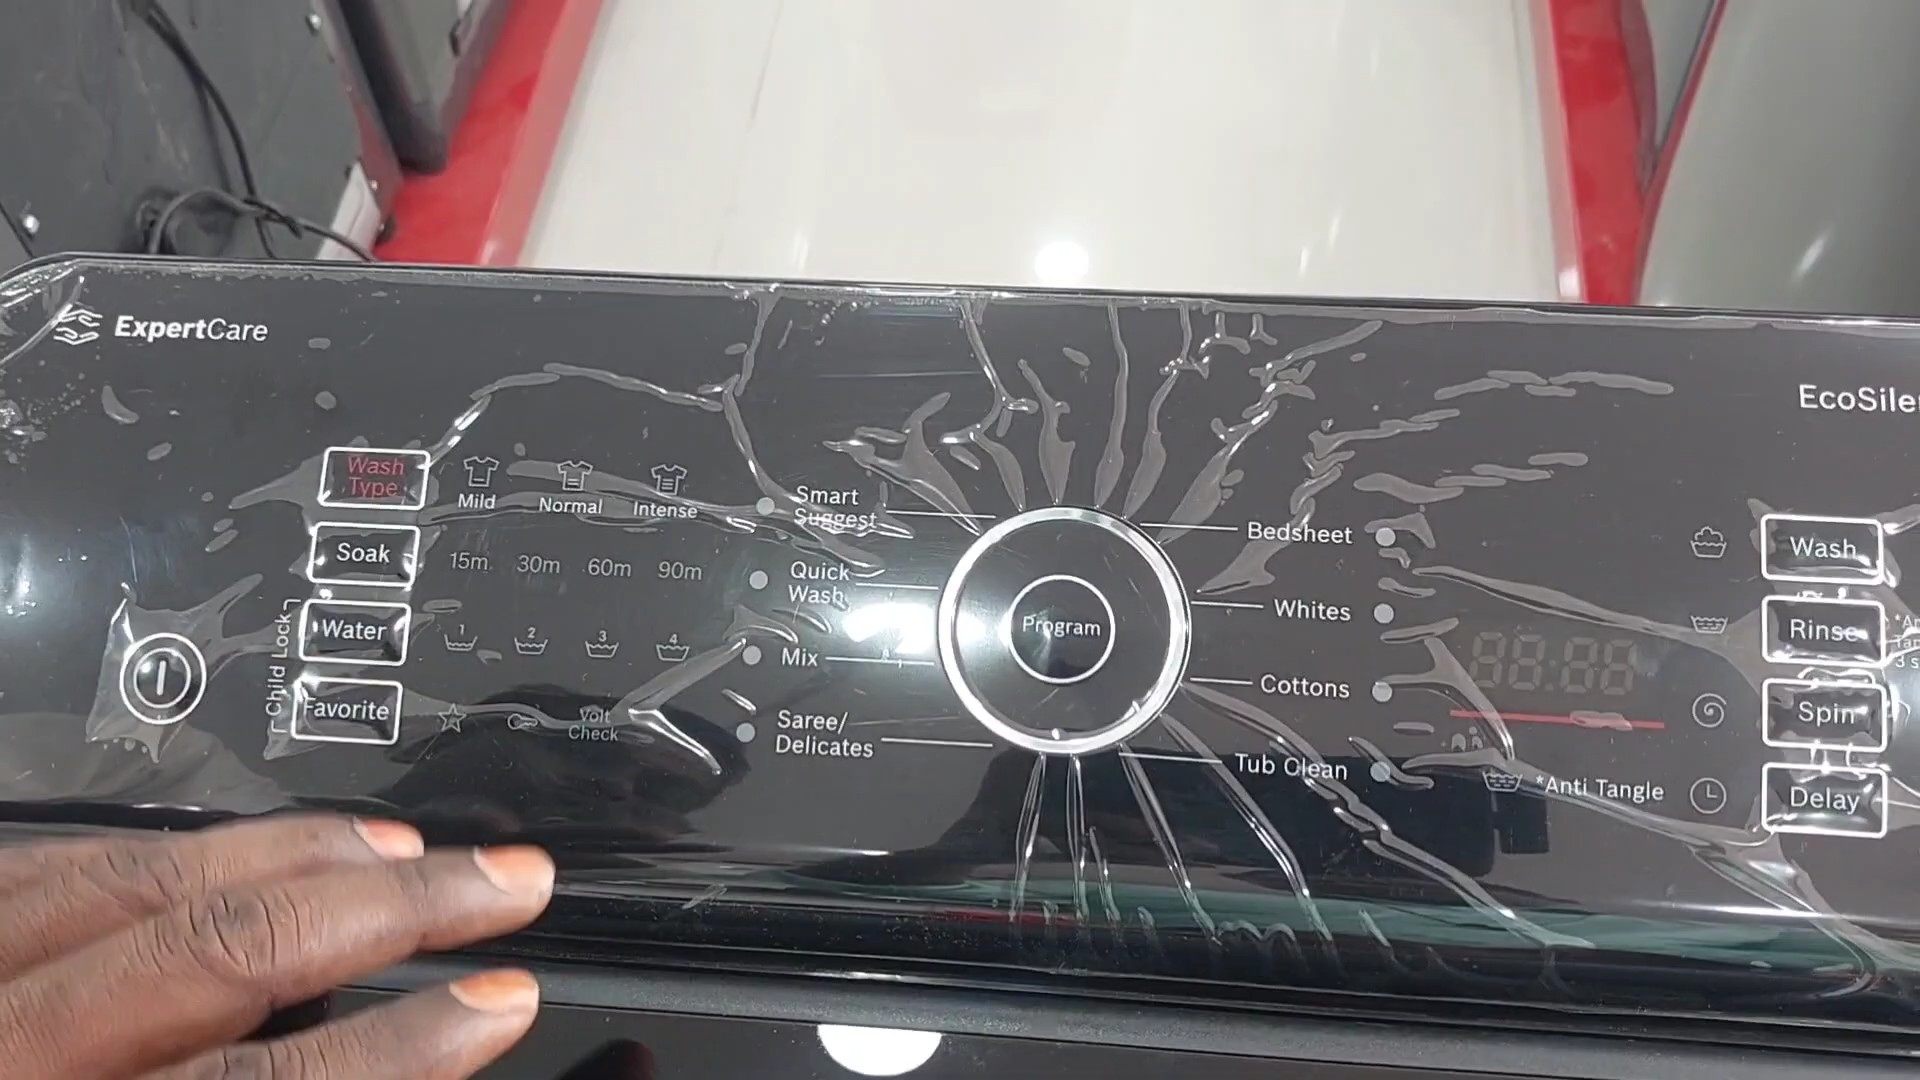 ExpertCare
EcoSile
Wash
Type
Mild
Normal
Intense
Soak
15m
30m
60m
90m
Water
1
2
3
4
Favorite
Volt
Check
Child Lock
Smart
Suggest
Quick
Wash
Mix
Saree/
Delicates
Program
Bedsheet
Whites
Cottons
Tub Clean
88:88
*Anti Tangle
Wash
Rinse
Spin
Delay